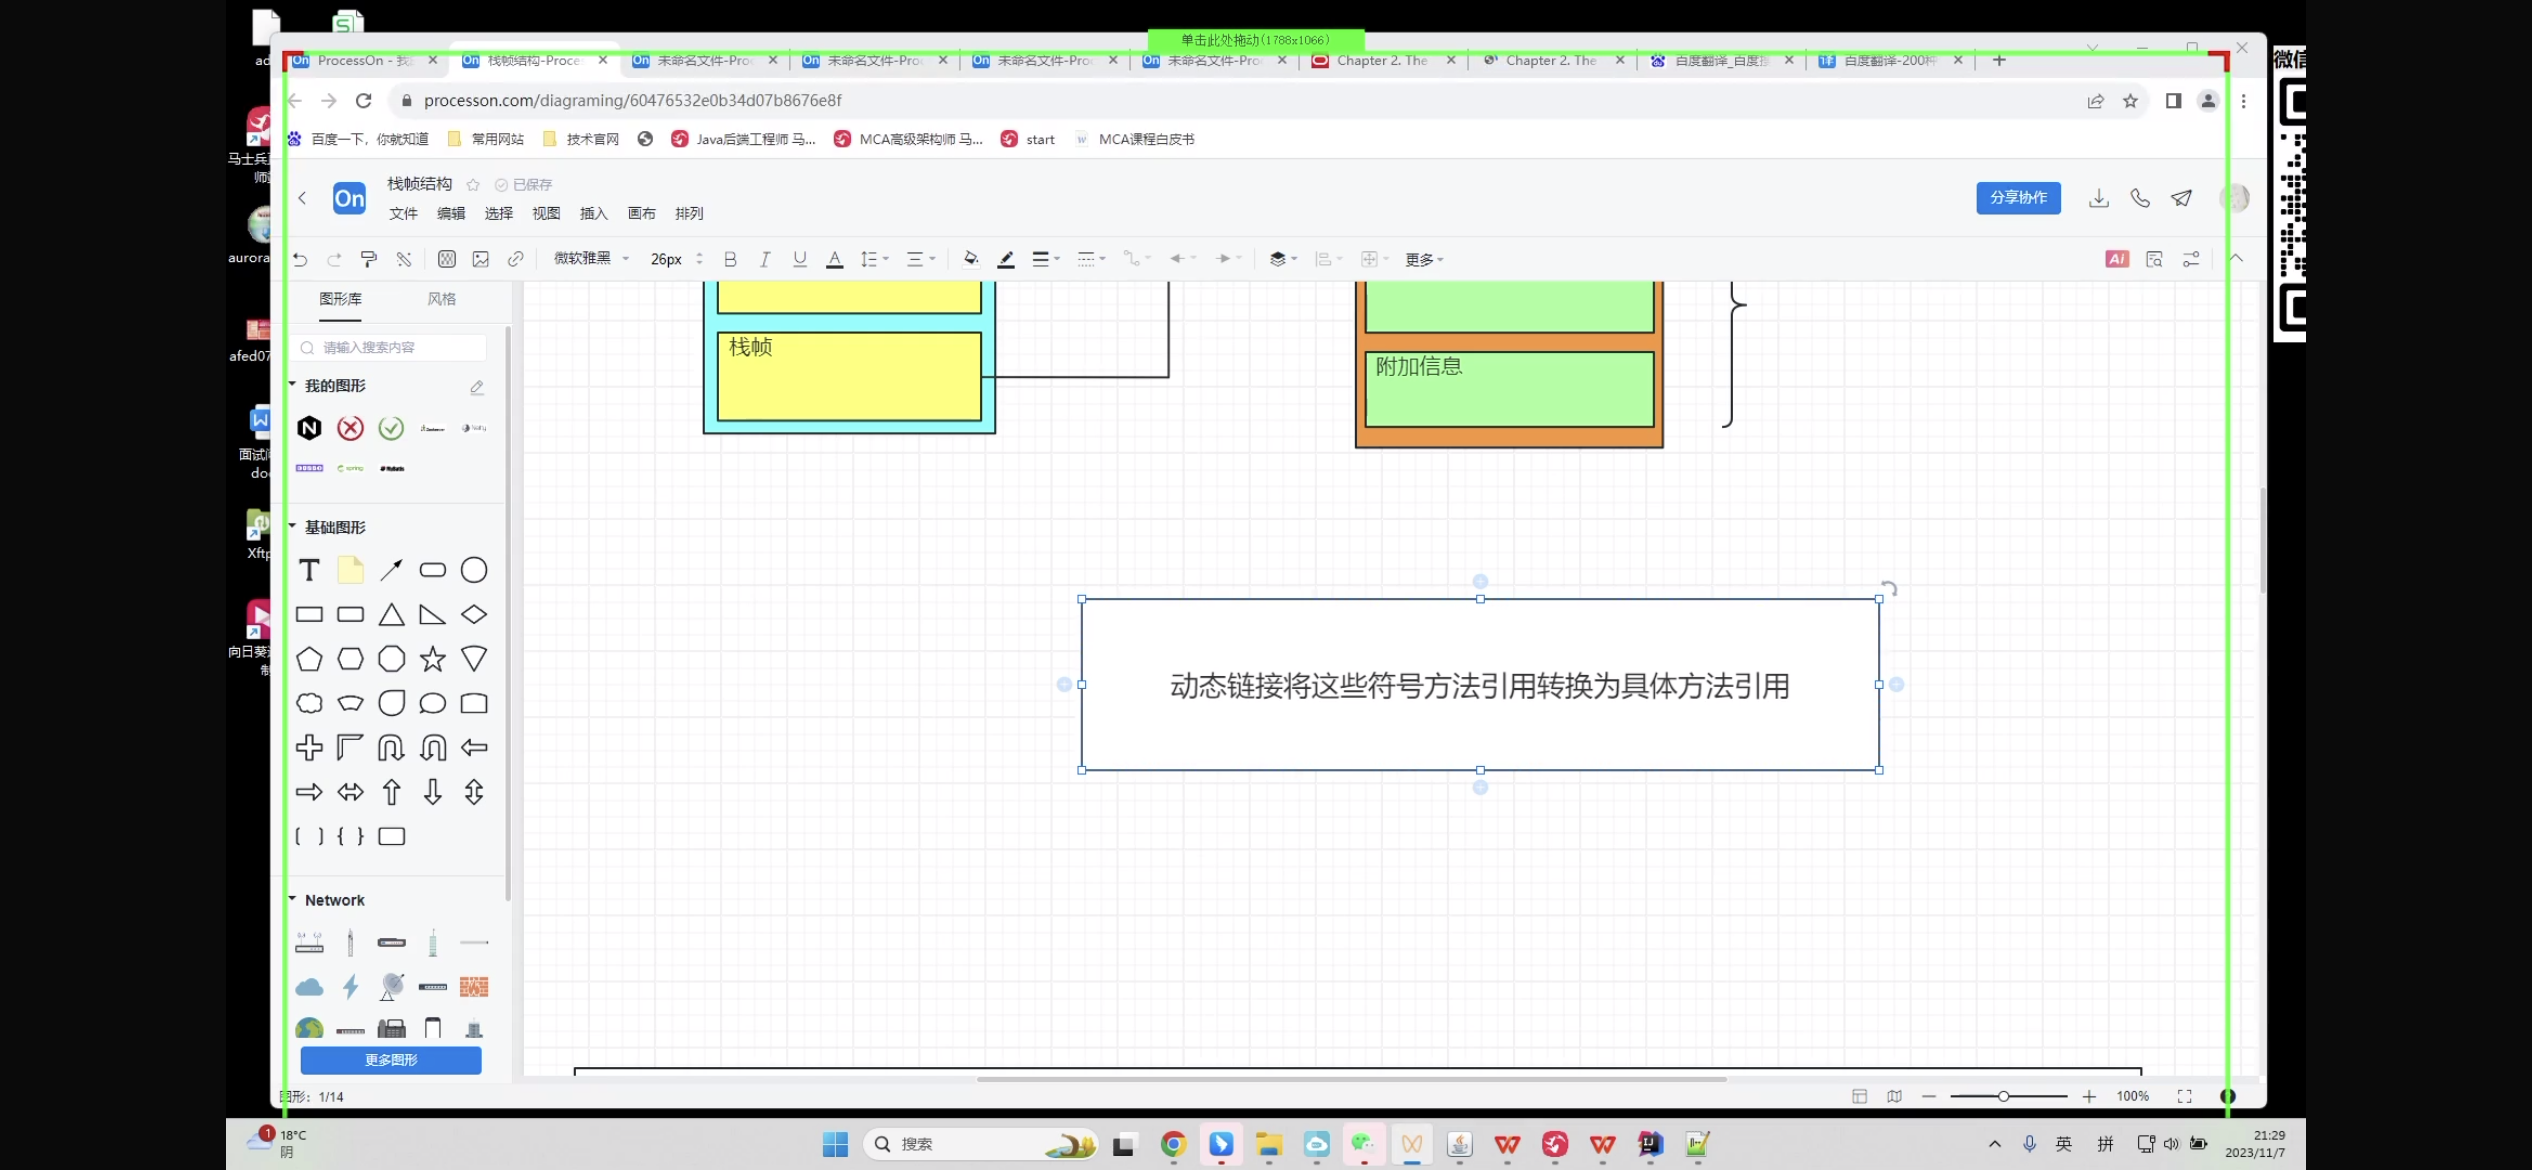 单击此处拖动(1788x1066)
ProcessOn - 我
栈帧结构-Proce
未命名文件-Pro
未命名文件-Pro
未命名文件-Pro
未命名文件-Pro
Chapter 2. The
Chapter 2. The
百度翻译_百度搜
百度翻译-200种
微信
processon.com/diagraming/60476532e0b34d07b8676e8f
百度一下，你就知道
常用网站
技术官网
Java后端工程师 马...
MCA高级架构师 马...
start
MCA课程白皮书
On
栈帧结构
已保存
文件 编辑 选择 视图 插入 画布 排列
分享协作
微软雅黑
26px
更多
Ai
图形库
风格
请输入搜索内容
我的图形
基础图形
Network
更多图形
图形：1/14
栈帧
附加信息
动态链接将这些符号方法引用转换为具体方法引用
100%
马士兵
aurora
afed07
面试
doc
Xftp
向日葵
制
1
18°C
阴
搜索
英
拼
21:29
2023/11/7